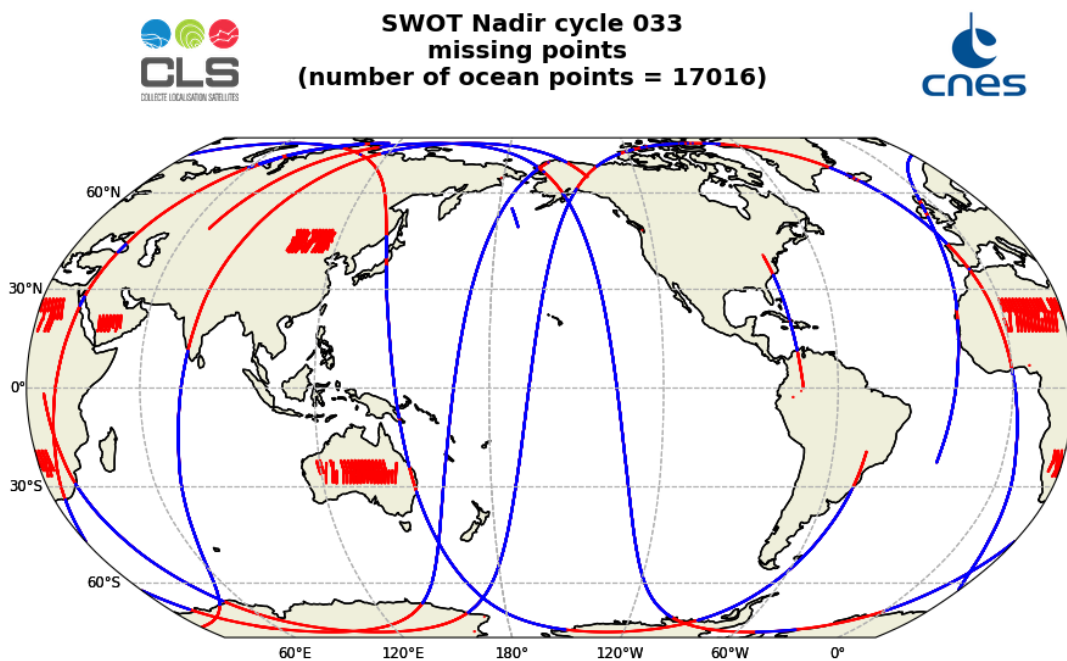 SWOT Nadir cycle 033
missing points
(number of ocean points = 17016)
CLS
COLLECTE LOCALISATION SATELLITES
cnes
60°N
30°N
0°
30°S
60°S
60°E 120°E 180° 120°W 60°W 0°